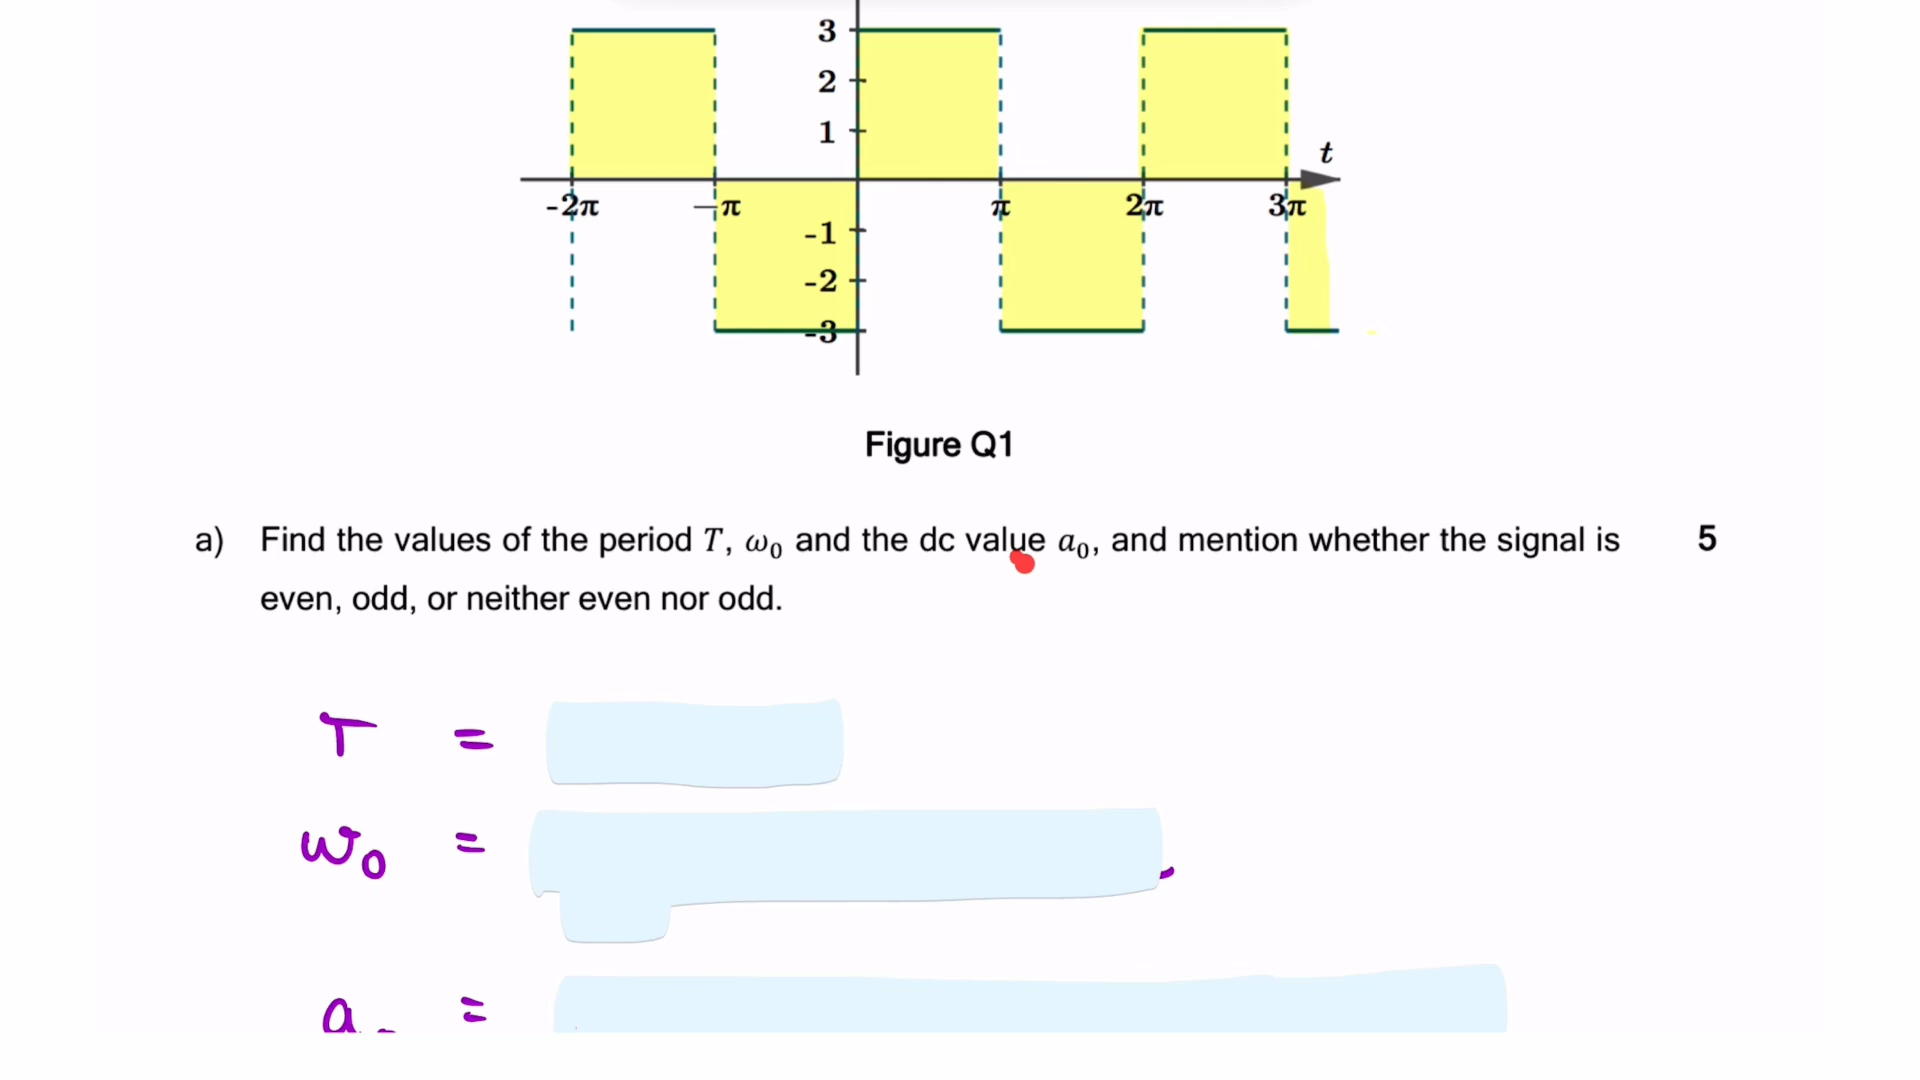 3
2
1
t
-2π
−π
π
2π
3π
-1
-2
-3
Figure Q1
a) Find the values of the period T, ω₀ and the dc value a₀, and mention whether the signal is 5
even, odd, or neither even nor odd.
T =
ω₀ =
a =